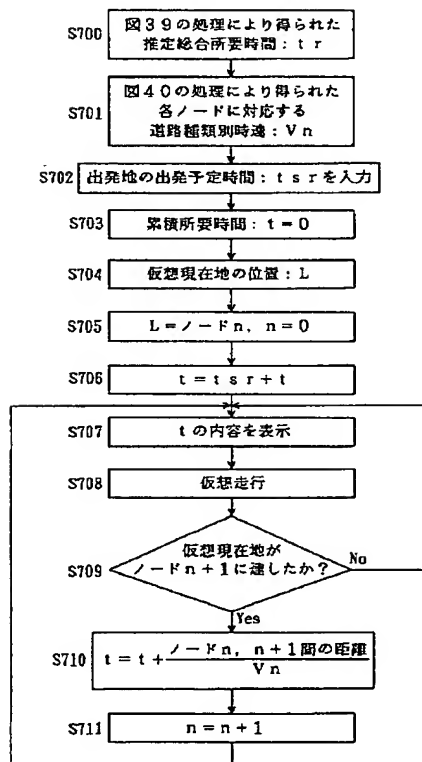 S700
図39の処理により得られた
推定総合所要時間：tr
S701
図40の処理により得られた
各ノードに対応する
道路種類別時速：Vn
S702
出発地の出発予定時間：tsrを入力
S703
累積所要時間：t＝0
S704
仮想現在地の位置：L
S705
L＝ノードn，n＝0
S706
t＝tsr＋t
S707
tの内容を表示
S708
仮想走行
S709
仮想現在地が
ノードn＋1に達したか？
No
Yes
S710
t＝t＋ノードn，n＋1間の距離
Vn
S711
n＝n＋1